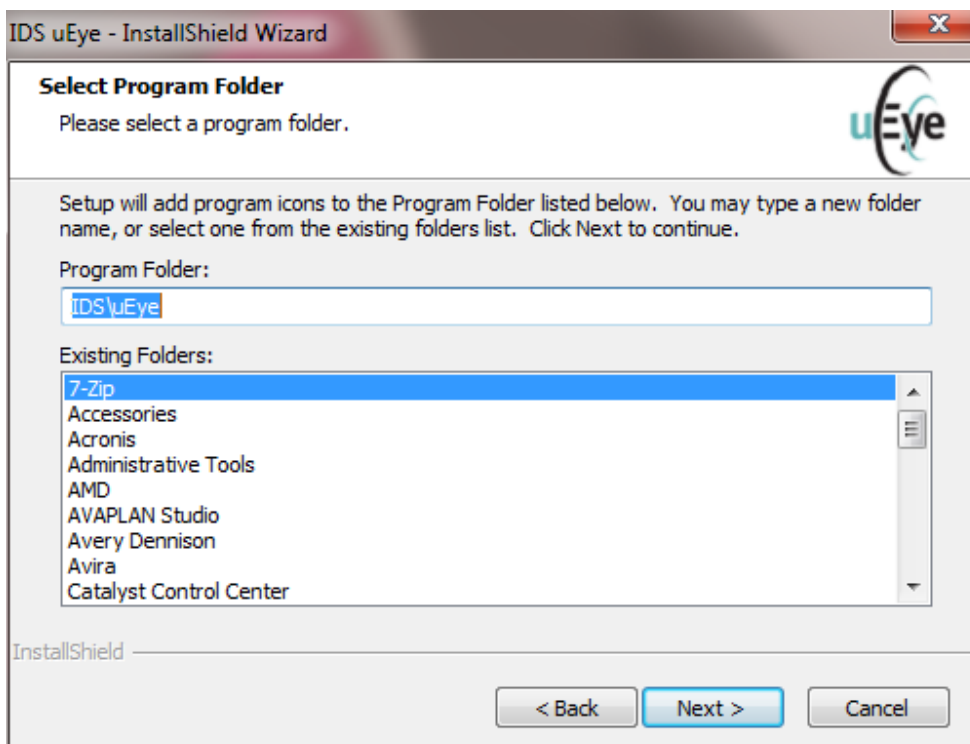 IDS uEye - InstallShield Wizard
Select Program Folder
Please select a program folder.
uEye
Setup will add program icons to the Program Folder listed below.  You may type a new folder
name, or select one from the existing folders list.  Click Next to continue.
Program Folder:
IDS\uEye
Existing Folders:
7-Zip
Accessories
Acronis
Administrative Tools
AMD
AVAPLAN Studio
Avery Dennison
Avira
Catalyst Control Center
InstallShield
< Back Next > Cancel